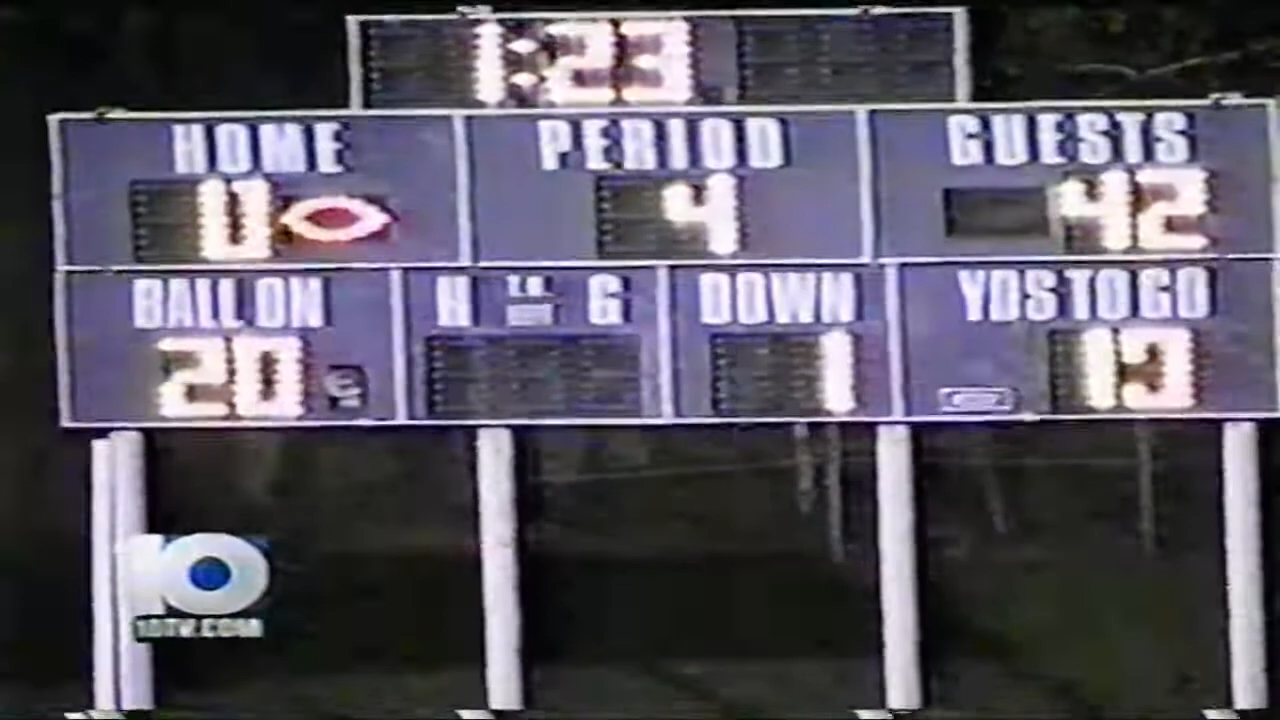 1:23
HOME PERIOD GUESTS
0 4 42
BALL ON H G DOWN YDS TO GO
20 1 13
10
10TV.COM